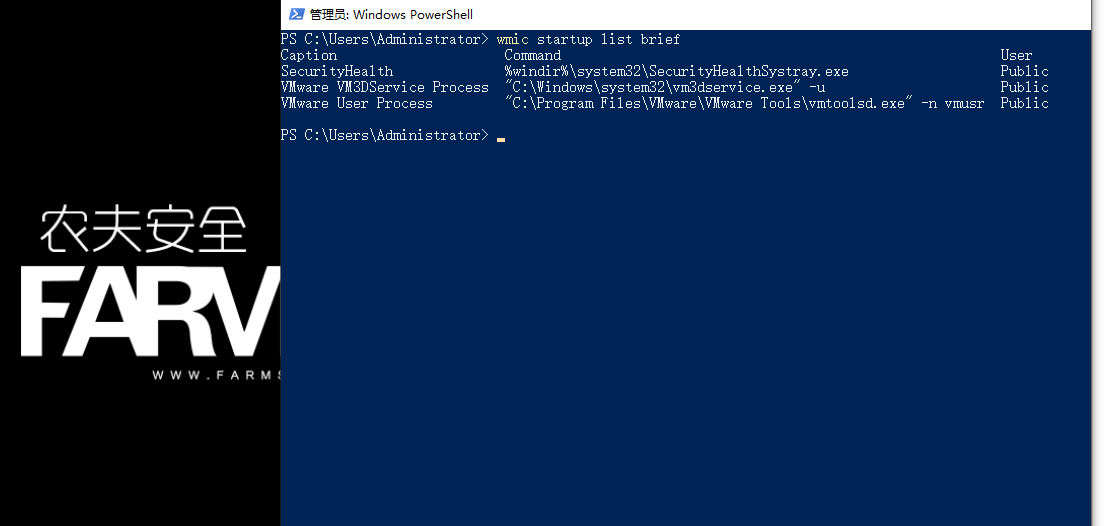 管理员: Windows PowerShell
PS C:\Users\Administrator> wmic startup list brief
Caption Command User
SecurityHealth %windir%\system32\SecurityHealthSystray.exe Public
VMware VM3DService Process "C:\Windows\system32\vm3dservice.exe" -u Public
VMware User Process "C:\Program Files\VMware\VMware Tools\vmtoolsd.exe" -n vmusr Public
PS C:\Users\Administrator>
农夫安全
FARV
WWW.FARMS